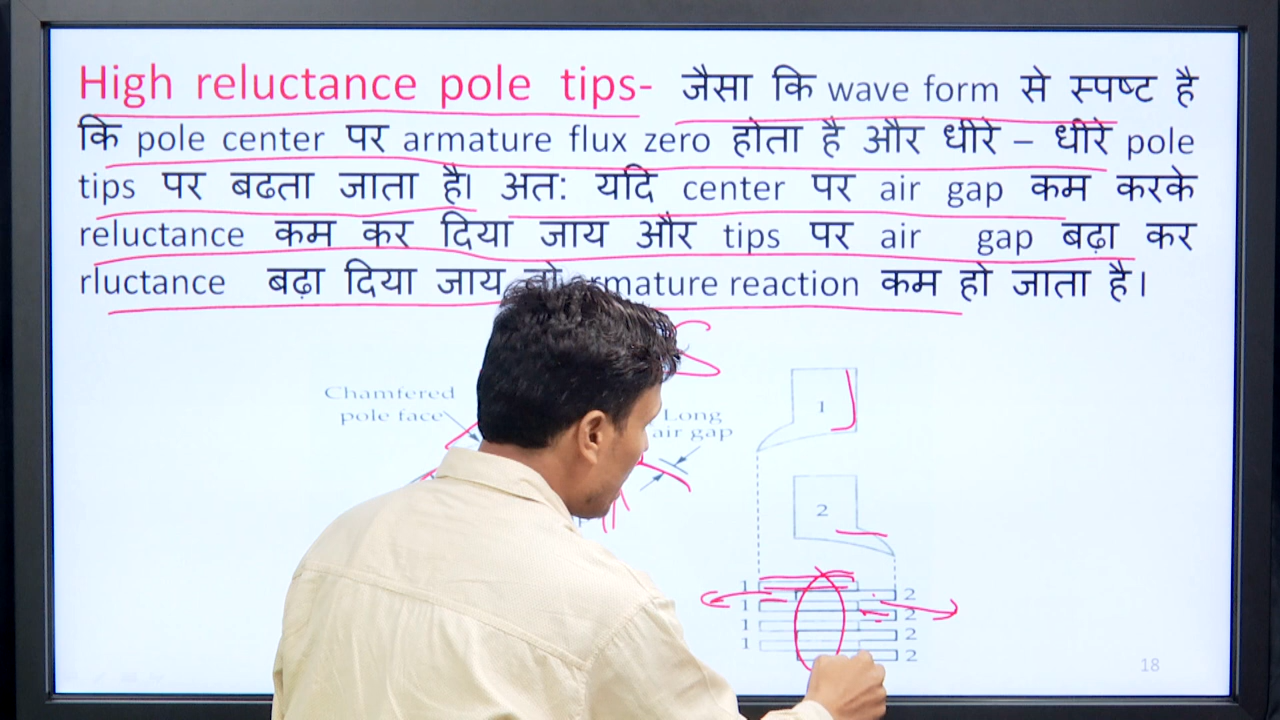 High reluctance pole tips- जैसा कि wave form से स्पष्ट है
कि pole center पर armature flux zero होता है और धीरे – धीरे pole
tips पर बढता जाता है। अत: यदि center पर air gap कम करके
reluctance कम कर दिया जाय और tips पर air gap बढ़ा कर
rluctance बढ़ा दिया जाय reaction कम हो जाता है।
Chamfered
pole face
Long
air gap
1
2
1 2
1 2
1 2
1 2
18